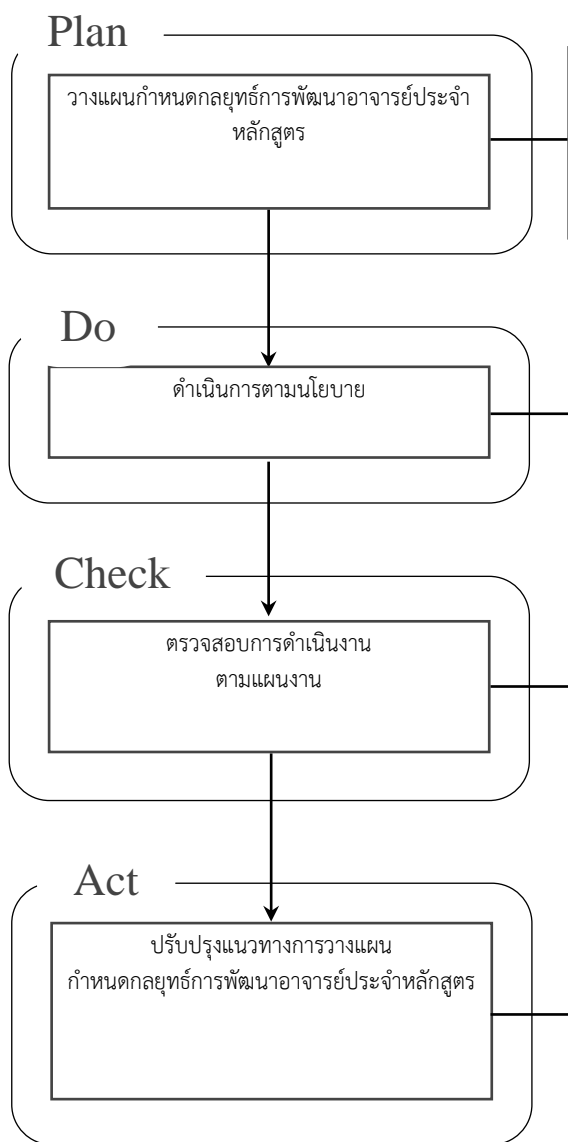 Plan
วางแผนกำหนดกลยุทธ์การพัฒนาอาจารย์ประจำ
หลักสูตร
Do
ดำเนินการตามนโยบาย
Check
ตรวจสอบการดำเนินงาน
ตามแผนงาน
Act
ปรับปรุงแนวทางการวางแผน
กำหนดกลยุทธ์การพัฒนาอาจารย์ประจำหลักสูตร